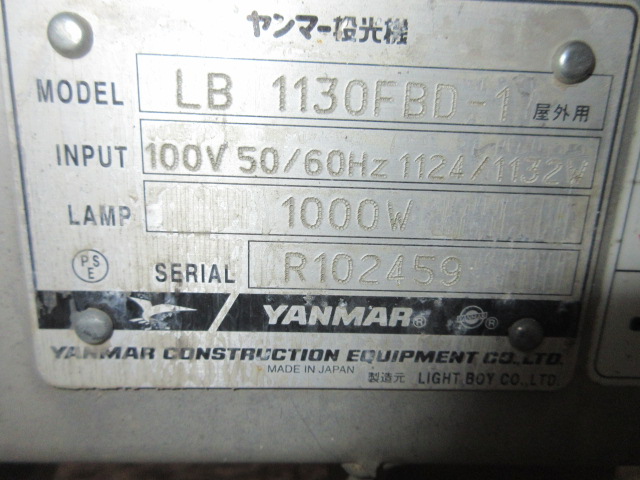 ヤンマー投光機
MODEL LB 1130FBD-1 屋外用
INPUT 100V 50/60Hz 1124/1132W
LAMP 1000W
PS E SERIAL R102459
YANMAR® ®
YANMAR CONSTRUCTION EQUIPMENT CO., LTD.
MADE IN JAPAN
製造元 LIGHT BOY CO., LTD.